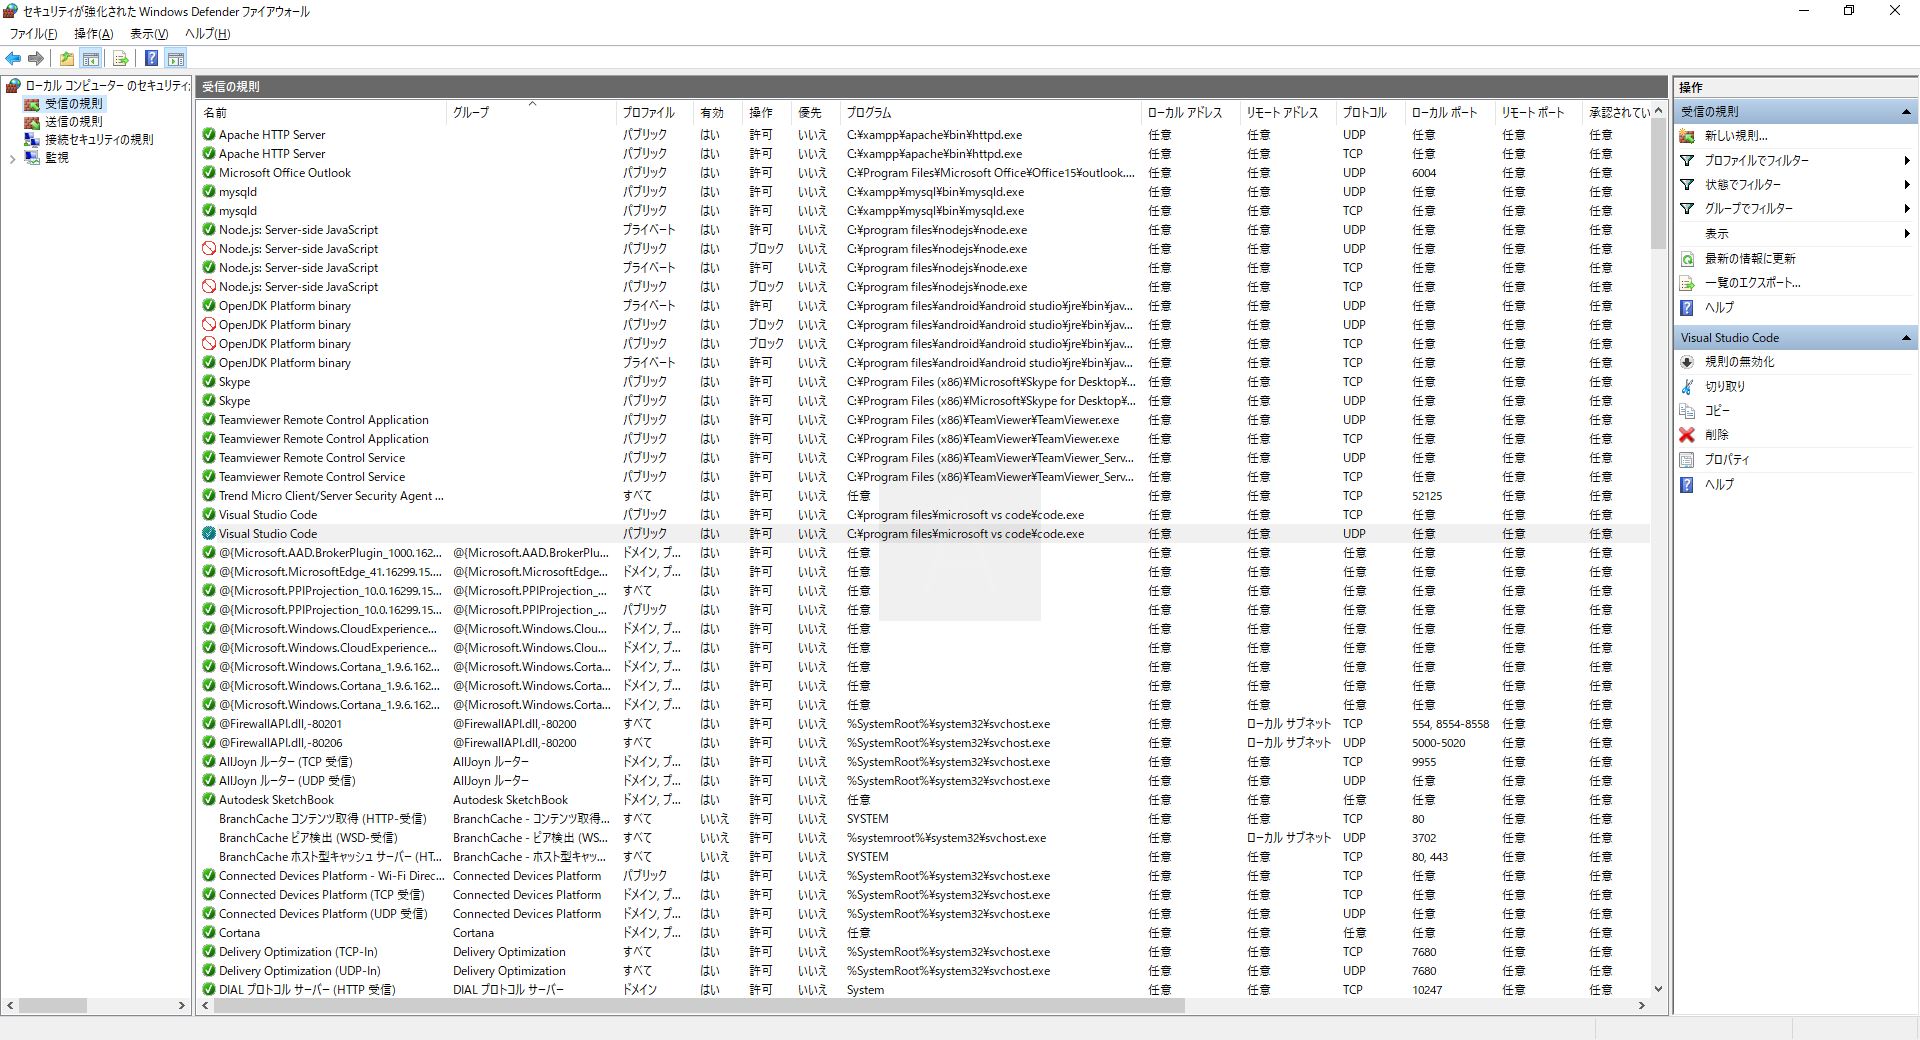 セキュリティが強化された Windows Defender ファイアウォール
ファイル(F) 操作(A) 表示(V) ヘルプ(H)
ローカル コンピューター のセキュリティ
受信の規則
送信の規則
接続セキュリティの規則
監視
受信の規則
名前 グループ プロファイル 有効 操作 優先 プログラム ローカル アドレス リモート アドレス プロトコル ローカル ポート リモート ポート 承認されてい
Apache HTTP Server パブリック はい 許可 いいえ C:¥xampp¥apache¥bin¥httpd.exe 任意 任意 UDP 任意 任意 任意
Apache HTTP Server パブリック はい 許可 いいえ C:¥xampp¥apache¥bin¥httpd.exe 任意 任意 TCP 任意 任意 任意
Microsoft Office Outlook パブリック はい 許可 いいえ C:¥Program Files¥Microsoft Office¥Office15¥outlook.... 任意 任意 UDP 6004 任意 任意
mysqld パブリック はい 許可 いいえ C:¥xampp¥mysql¥bin¥mysqld.exe 任意 任意 UDP 任意 任意 任意
mysqld パブリック はい 許可 いいえ C:¥xampp¥mysql¥bin¥mysqld.exe 任意 任意 TCP 任意 任意 任意
Node.js: Server-side JavaScript プライベート はい 許可 いいえ C:¥program files¥nodejs¥node.exe 任意 任意 UDP 任意 任意 任意
Node.js: Server-side JavaScript パブリック はい ブロック いいえ C:¥program files¥nodejs¥node.exe 任意 任意 UDP 任意 任意 任意
Node.js: Server-side JavaScript プライベート はい 許可 いいえ C:¥program files¥nodejs¥node.exe 任意 任意 TCP 任意 任意 任意
Node.js: Server-side JavaScript パブリック はい ブロック いいえ C:¥program files¥nodejs¥node.exe 任意 任意 TCP 任意 任意 任意
OpenJDK Platform binary プライベート はい 許可 いいえ C:¥program files¥android¥android studio¥jre¥bin¥jav... 任意 任意 UDP 任意 任意 任意
OpenJDK Platform binary パブリック はい ブロック いいえ C:¥program files¥android¥android studio¥jre¥bin¥jav... 任意 任意 UDP 任意 任意 任意
OpenJDK Platform binary パブリック はい ブロック いいえ C:¥program files¥android¥android studio¥jre¥bin¥jav... 任意 任意 TCP 任意 任意 任意
OpenJDK Platform binary プライベート はい 許可 いいえ C:¥program files¥android¥android studio¥jre¥bin¥jav... 任意 任意 TCP 任意 任意 任意
Skype パブリック はい 許可 いいえ C:¥Program Files (x86)¥Microsoft¥Skype for Desktop¥... 任意 任意 TCP 任意 任意 任意
Skype パブリック はい 許可 いいえ C:¥Program Files (x86)¥Microsoft¥Skype for Desktop¥... 任意 任意 UDP 任意 任意 任意
Teamviewer Remote Control Application パブリック はい 許可 いいえ C:¥Program Files (x86)¥TeamViewer¥TeamViewer.exe 任意 任意 UDP 任意 任意 任意
Teamviewer Remote Control Application パブリック はい 許可 いいえ C:¥Program Files (x86)¥TeamViewer¥TeamViewer.exe 任意 任意 TCP 任意 任意 任意
Teamviewer Remote Control Service パブリック はい 許可 いいえ C:¥Program Files (x86)¥TeamViewer¥TeamViewer_Serv... 任意 任意 UDP 任意 任意 任意
Teamviewer Remote Control Service パブリック はい 許可 いいえ C:¥Program Files (x86)¥TeamViewer¥TeamViewer_Serv... 任意 任意 TCP 任意 任意 任意
Trend Micro Client/Server Security Agent ... すべて はい 許可 いいえ 任意 任意 任意 TCP 52125 任意 任意
Visual Studio Code パブリック はい 許可 いいえ C:¥program files¥microsoft vs code¥code.exe 任意 任意 TCP 任意 任意 任意
Visual Studio Code パブリック はい 許可 いいえ C:¥program files¥microsoft vs code¥code.exe 任意 任意 UDP 任意 任意 任意
@{Microsoft.AAD.BrokerPlugin_1000.162... @{Microsoft.AAD.BrokerPlu... ドメイン, プ... はい 許可 いいえ 任意 任意 任意 任意 任意 任意 任意
@{Microsoft.MicrosoftEdge_41.16299.15.... @{Microsoft.MicrosoftEdge... ドメイン, プ... はい 許可 いいえ 任意 任意 任意 任意 任意 任意 任意
@{Microsoft.PPIProjection_10.0.16299.15... @{Microsoft.PPIProjection_... すべて はい 許可 いいえ 任意 任意 任意 任意 任意 任意 任意
@{Microsoft.PPIProjection_10.0.16299.15... @{Microsoft.PPIProjection_... パブリック はい 許可 いいえ 任意 任意 任意 任意 任意 任意 任意
@{Microsoft.Windows.CloudExperience... @{Microsoft.Windows.Clou... ドメイン, プ... はい 許可 いいえ 任意 任意 任意 任意 任意 任意 任意
@{Microsoft.Windows.CloudExperience... @{Microsoft.Windows.Clou... ドメイン, プ... はい 許可 いいえ 任意 任意 任意 任意 任意 任意 任意
@{Microsoft.Windows.Cortana_1.9.6.162... @{Microsoft.Windows.Corta... ドメイン, プ... はい 許可 いいえ 任意 任意 任意 任意 任意 任意 任意
@{Microsoft.Windows.Cortana_1.9.6.162... @{Microsoft.Windows.Corta... ドメイン, プ... はい 許可 いいえ 任意 任意 任意 任意 任意 任意 任意
@{Microsoft.Windows.Cortana_1.9.6.162... @{Microsoft.Windows.Corta... ドメイン, プ... はい 許可 いいえ 任意 任意 任意 任意 任意 任意 任意
@FirewallAPI.dll,-80201 @FirewallAPI.dll,-80200 すべて はい 許可 いいえ %SystemRoot%¥system32¥svchost.exe 任意 ローカル サブネット TCP 554, 8554-8558 任意 任意
@FirewallAPI.dll,-80206 @FirewallAPI.dll,-80200 すべて はい 許可 いいえ %SystemRoot%¥system32¥svchost.exe 任意 ローカル サブネット UDP 5000-5020 任意 任意
AllJoyn ルーター (TCP 受信) AllJoyn ルーター ドメイン, プ... はい 許可 いいえ %SystemRoot%¥system32¥svchost.exe 任意 任意 TCP 9955 任意 任意
AllJoyn ルーター (UDP 受信) AllJoyn ルーター ドメイン, プ... はい 許可 いいえ %SystemRoot%¥system32¥svchost.exe 任意 任意 UDP 任意 任意 任意
Autodesk SketchBook Autodesk SketchBook ドメイン, プ... はい 許可 いいえ 任意 任意 任意 任意 任意 任意 任意
BranchCache コンテンツ取得 (HTTP-受信) BranchCache - コンテンツ取得... すべて いいえ 許可 いいえ SYSTEM 任意 任意 TCP 80 任意 任意
BranchCache ピア検出 (WSD-受信) BranchCache - ピア検出 (WS... すべて いいえ 許可 いいえ %systemroot%¥system32¥svchost.exe 任意 ローカル サブネット UDP 3702 任意 任意
BranchCache ホスト型キャッシュ サーバー (HT... BranchCache - ホスト型キャッ... すべて いいえ 許可 いいえ SYSTEM 任意 任意 TCP 80, 443 任意 任意
Connected Devices Platform - Wi-Fi Direc... Connected Devices Platform パブリック はい 許可 いいえ %SystemRoot%¥system32¥svchost.exe 任意 任意 TCP 任意 任意 任意
Connected Devices Platform (TCP 受信) Connected Devices Platform ドメイン, プ... はい 許可 いいえ %SystemRoot%¥system32¥svchost.exe 任意 任意 TCP 任意 任意 任意
Connected Devices Platform (UDP 受信) Connected Devices Platform ドメイン, プ... はい 許可 いいえ %SystemRoot%¥system32¥svchost.exe 任意 任意 UDP 任意 任意 任意
Cortana Cortana ドメイン, プ... はい 許可 いいえ 任意 任意 任意 任意 任意 任意 任意
Delivery Optimization (TCP-In) Delivery Optimization すべて はい 許可 いいえ %SystemRoot%¥system32¥svchost.exe 任意 任意 TCP 7680 任意 任意
Delivery Optimization (UDP-In) Delivery Optimization すべて はい 許可 いいえ %SystemRoot%¥system32¥svchost.exe 任意 任意 UDP 7680 任意 任意
DIAL プロトコル サーバー (HTTP 受信) DIAL プロトコル サーバー ドメイン はい 許可 いいえ System 任意 任意 TCP 10247 任意 任意
操作
受信の規則
新しい規則...
プロファイルでフィルター
状態でフィルター
グループでフィルター
表示
最新の情報に更新
一覧のエクスポート...
ヘルプ
Visual Studio Code
規則の無効化
切り取り
コピー
削除
プロパティ
ヘルプ